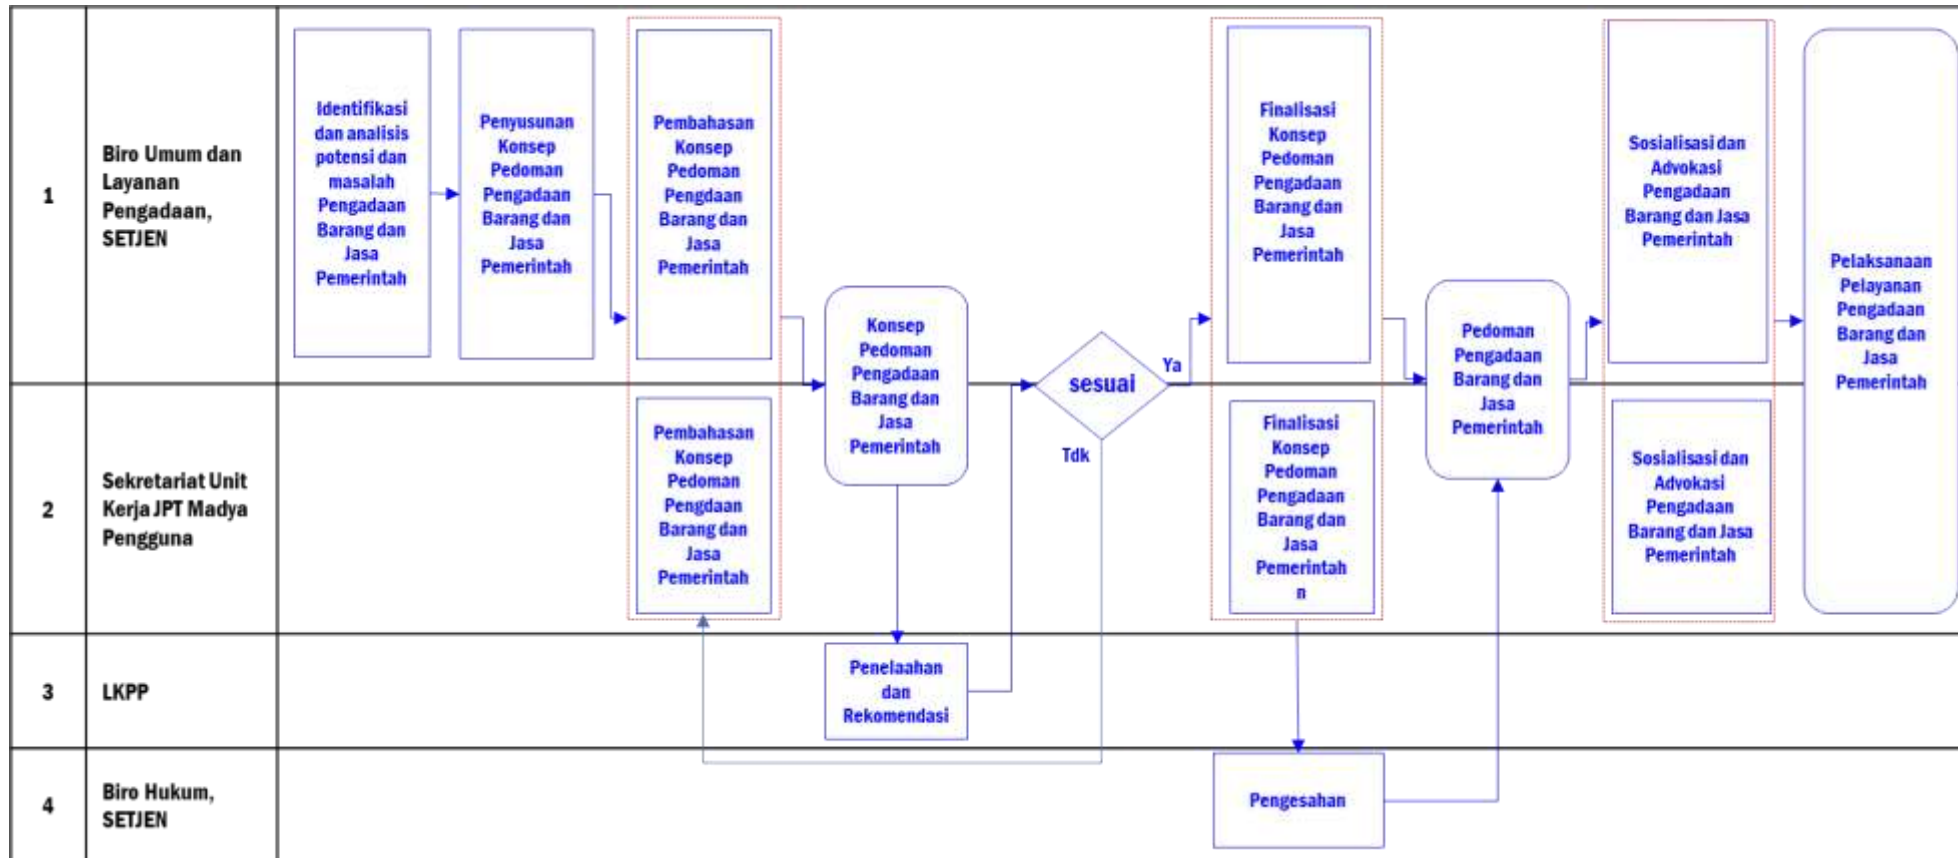 1
Biro Umum dan
Layanan
Pengadaan,
SETJEN
Identifikasi
dan analisis
potensi dan
masalah
Pengadaan
Barang dan
Jasa
Pemerintah
Penyusunan
Konsep
Pedoman
Pengadaan
Barang dan
Jasa
Pemerintah
Pembahasan
Konsep
Pedoman
Pengdaan
Barang dan
Jasa
Pemerintah
Konsep
Pedoman
Pengadaan
Barang dan
Jasa
Pemerintah
sesuai
Ya
Tdk
Finalisasi
Konsep
Pedoman
Pengadaan
Barang dan
Jasa
Pemerintah
Pedoman
Pengadaan
Barang dan
Jasa
Pemerintah
Sosialisasi dan
Advokasi
Pengadaan
Barang dan Jasa
Pemerintah
Pelaksanaan
Pelayanan
Pengadaan
Barang dan
Jasa
Pemerintah
2
Sekretariat Unit
Kerja JPT Madya
Pengguna
Pembahasan
Konsep
Pedoman
Pengdaan
Barang dan
Jasa
Pemerintah
Finalisasi
Konsep
Pedoman
Pengadaan
Barang dan
Jasa
Pemerintah
n
Sosialisasi dan
Advokasi
Pengadaan
Barang dan Jasa
Pemerintah
3
LKPP
Penelaahan
dan
Rekomendasi
4
Biro Hukum,
SETJEN
Pengesahan